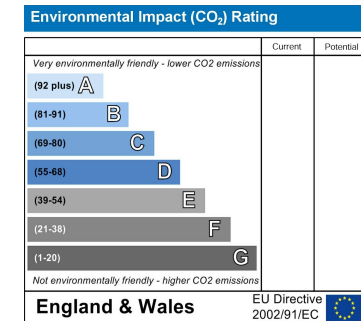 Environmental Impact (CO₂) Rating
Current Potential
Very environmentally friendly - lower CO2 emissions
(92 plus) A
(81-91) B
(69-80) C
(55-68) D
(39-54) E
(21-38) F
(1-20) G
Not environmentally friendly - higher CO2 emissions
England & Wales
EU Directive
2002/91/EC